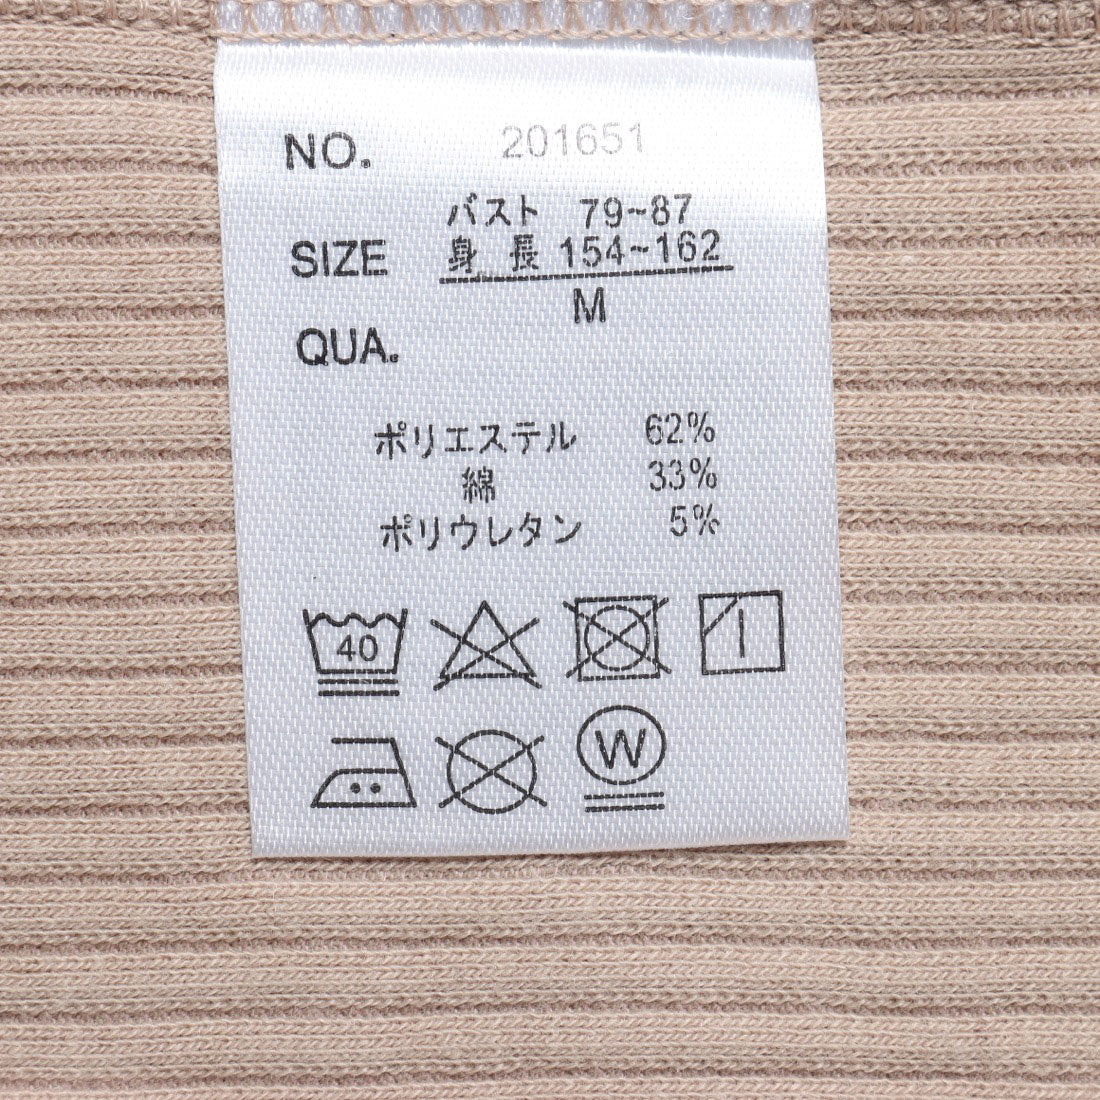 NO. 201651
バスト 79~87
SIZE 身長 154~162
M
QUA.
ポリエステル 62%
綿 33%
ポリウレタン 5%
40
W